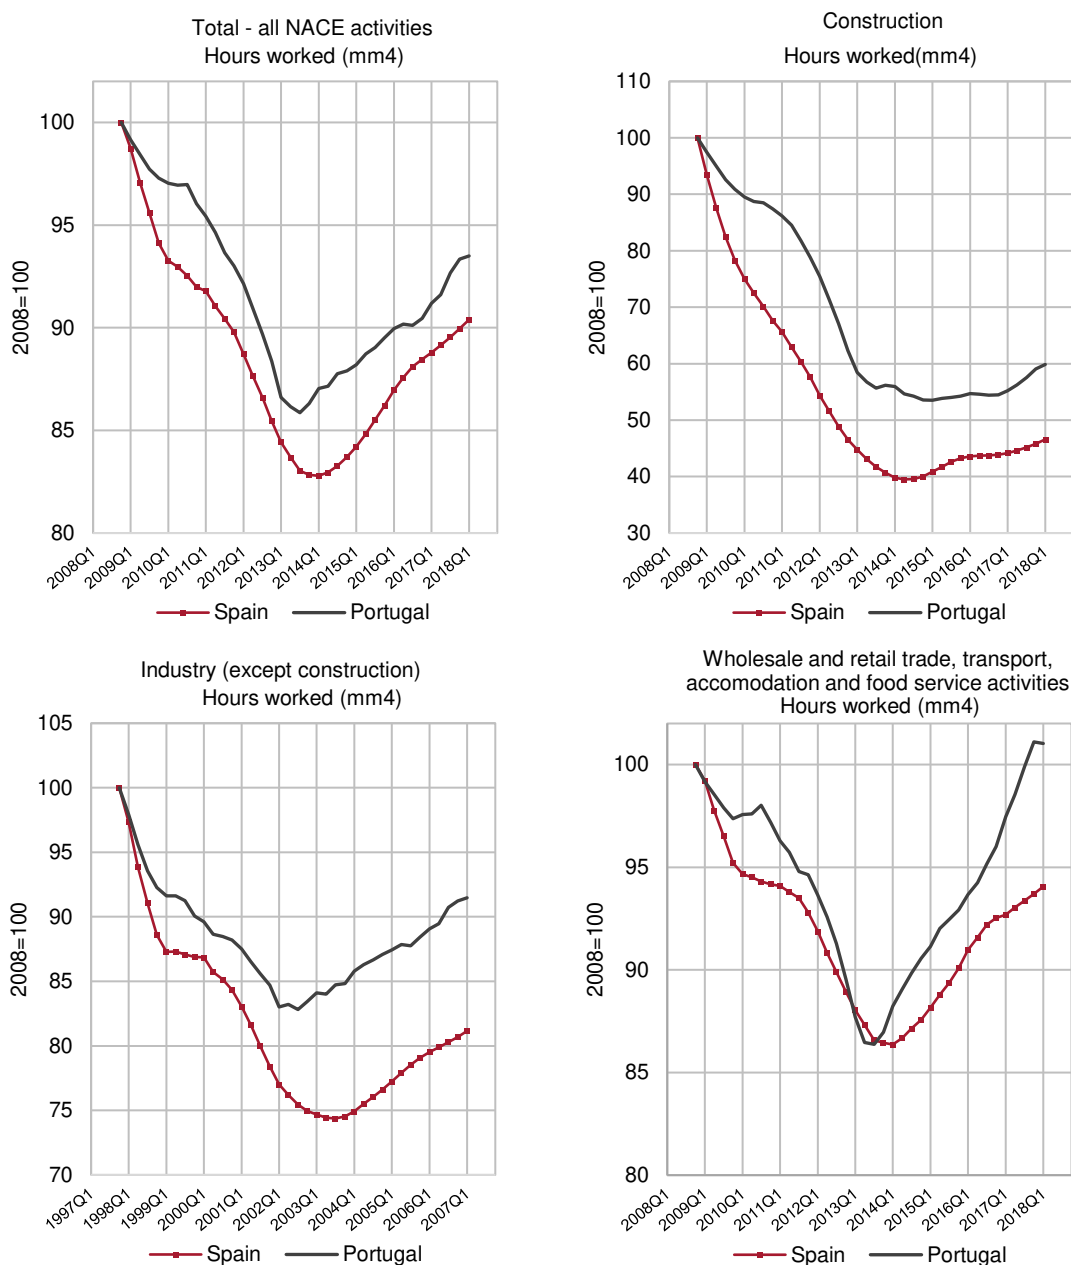 Total - all NACE activities
Hours worked (mm4)
2008=100
100
95
90
85
80
2008Q1
2009Q1
2010Q1
2011Q1
2012Q1
2013Q1
2014Q1
2015Q1
2016Q1
2017Q1
2018Q1
Spain
Portugal
Construction
Hours worked(mm4)
2008=100
110
100
90
80
70
60
50
40
30
2008Q1
2009Q1
2010Q1
2011Q1
2012Q1
2013Q1
2014Q1
2015Q1
2016Q1
2017Q1
2018Q1
Spain
Portugal
Industry (except construction)
Hours worked (mm4)
2008=100
105
100
95
90
85
80
75
70
1997Q1
1998Q1
1999Q1
2000Q1
2001Q1
2002Q1
2003Q1
2004Q1
2005Q1
2006Q1
2007Q1
Spain
Portugal
Wholesale and retail trade, transport,
accomodation and food service activities
Hours worked (mm4)
2008=100
100
95
90
85
80
2008Q1
2009Q1
2010Q1
2011Q1
2012Q1
2013Q1
2014Q1
2015Q1
2016Q1
2017Q1
2018Q1
Spain
Portugal